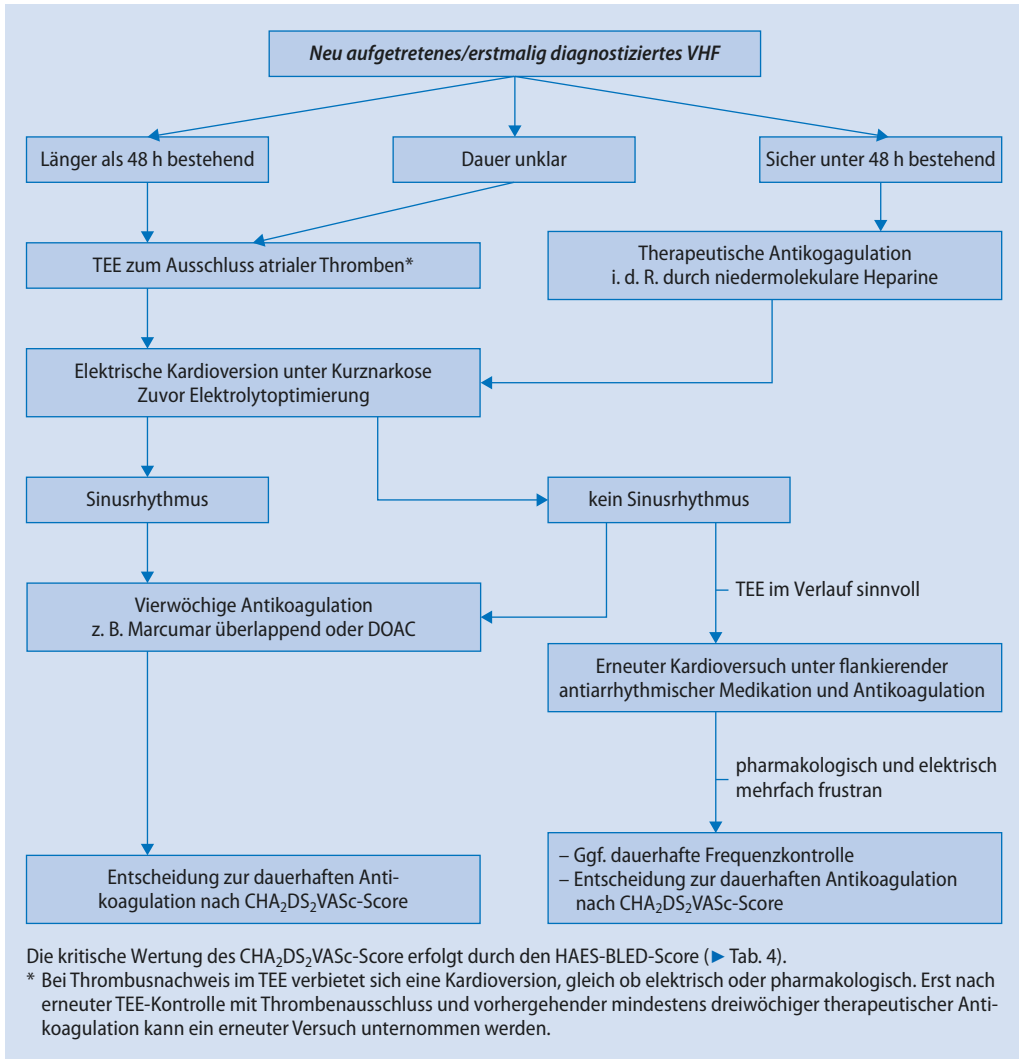 Neu aufgetretenes/erstmalig diagnostiziertes VHF
Länger als 48 h bestehend
Dauer unklar
Sicher unter 48 h bestehend
TEE zum Ausschluss atrialer Thromben*
Therapeutische Antikogagulation
i. d. R. durch niedermolekulare Heparine
Elektrische Kardioversion unter Kurznarkose
Zuvor Elektrolytoptimierung
Sinusrhythmus
kein Sinusrhythmus
Vierwöchige Antikoagulation
z. B. Marcumar überlappend oder DOAC
TEE im Verlauf sinnvoll
Erneuter Kardioversuch unter flankierender
antiarrhythmischer Medikation und Antikoagulation
pharmakologisch und elektrisch
mehrfach frustran
Entscheidung zur dauerhaften Anti-
koagulation nach CHA₂DS₂VASc-Score
– Ggf. dauerhafte Frequenzkontrolle
– Entscheidung zur dauerhaften Antikoagulation
nach CHA₂DS₂VASc-Score
Die kritische Wertung des CHA₂DS₂VASc-Score erfolgt durch den HAES-BLED-Score (► Tab. 4).
* Bei Thrombusnachweis im TEE verbietet sich eine Kardioversion, gleich ob elektrisch oder pharmakologisch. Erst nach
erneuter TEE-Kontrolle mit Thrombenausschluss und vorhergehender mindestens dreiwöchiger therapeutischer Anti-
koagulation kann ein erneuter Versuch unternommen werden.